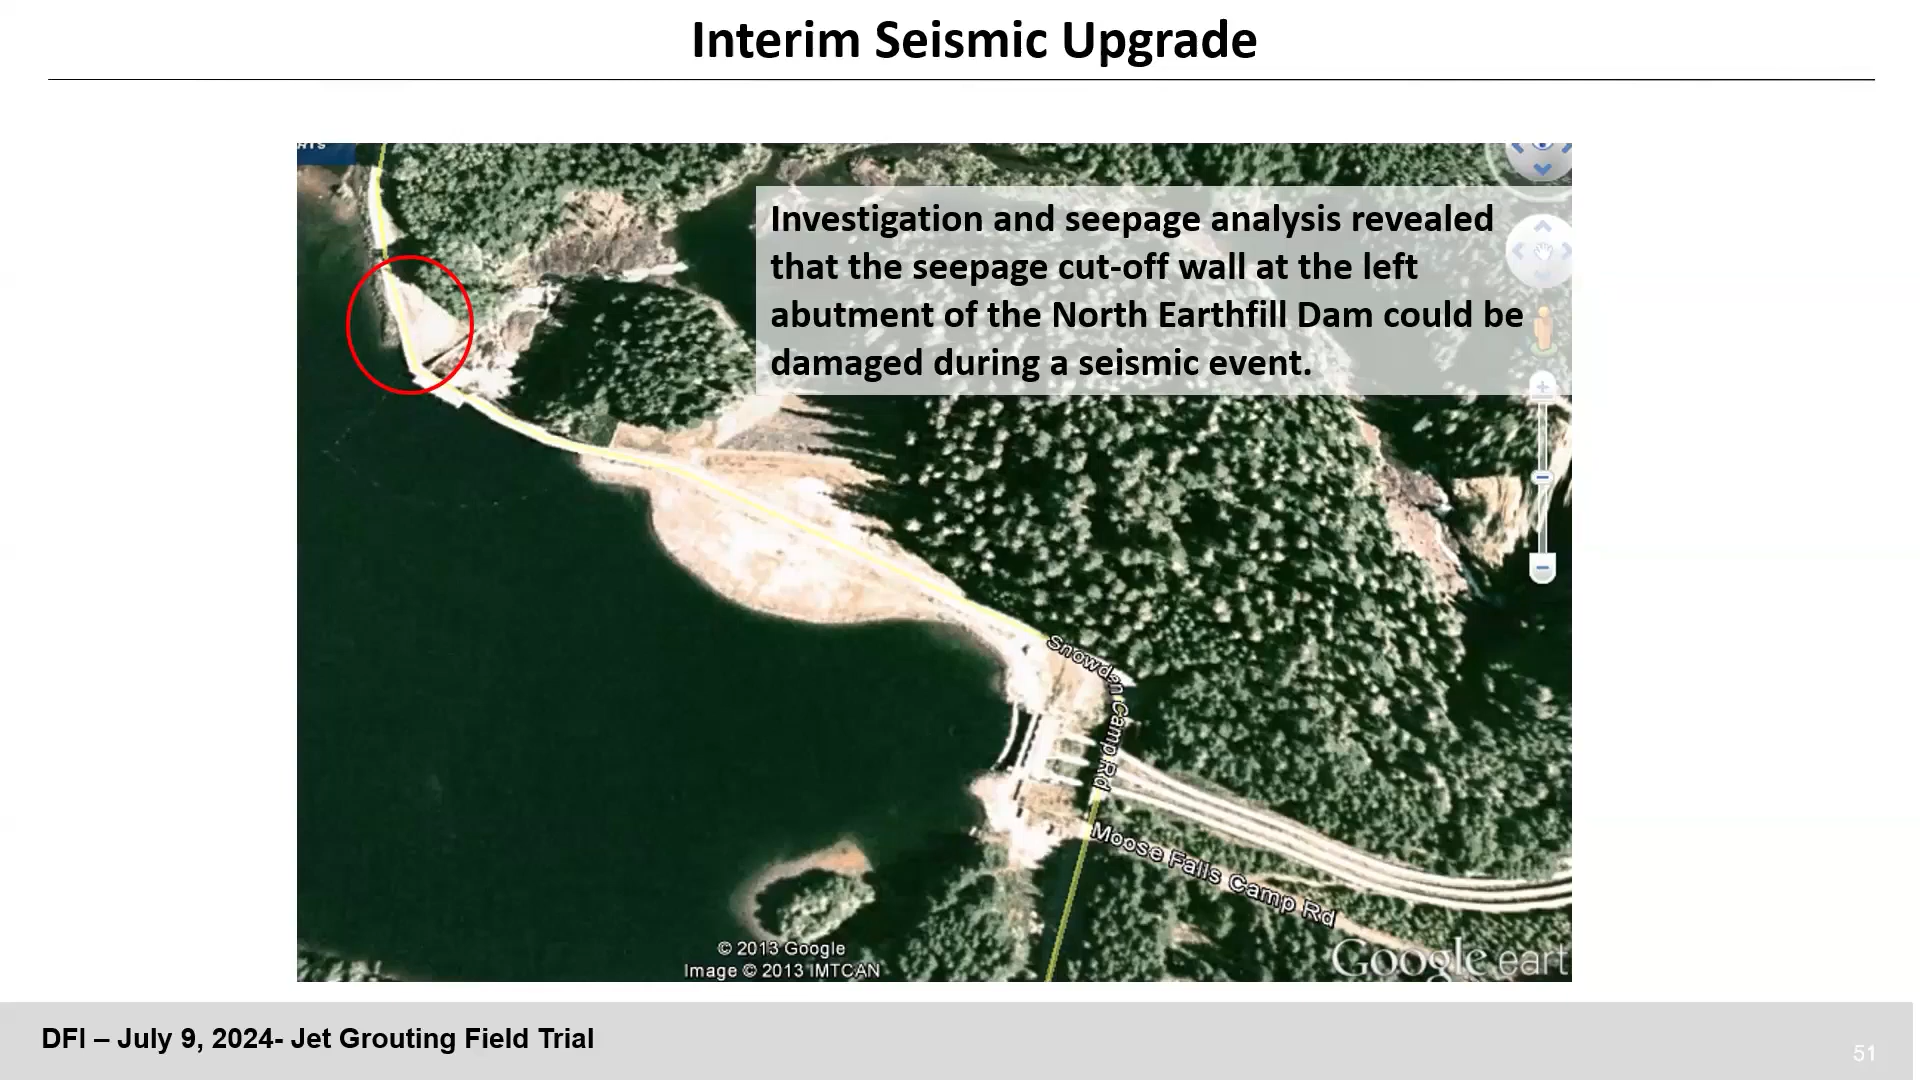 Interim Seismic Upgrade
Investigation and seepage analysis revealed
that the seepage cut-off wall at the left
abutment of the North Earthfill Dam could be
damaged during a seismic event.
Snowden Camp Rd
Moose Falls Camp Rd
© 2013 Google
Image © 2013 IMTCAN
Google eart
DFI – July 9, 2024- Jet Grouting Field Trial
51